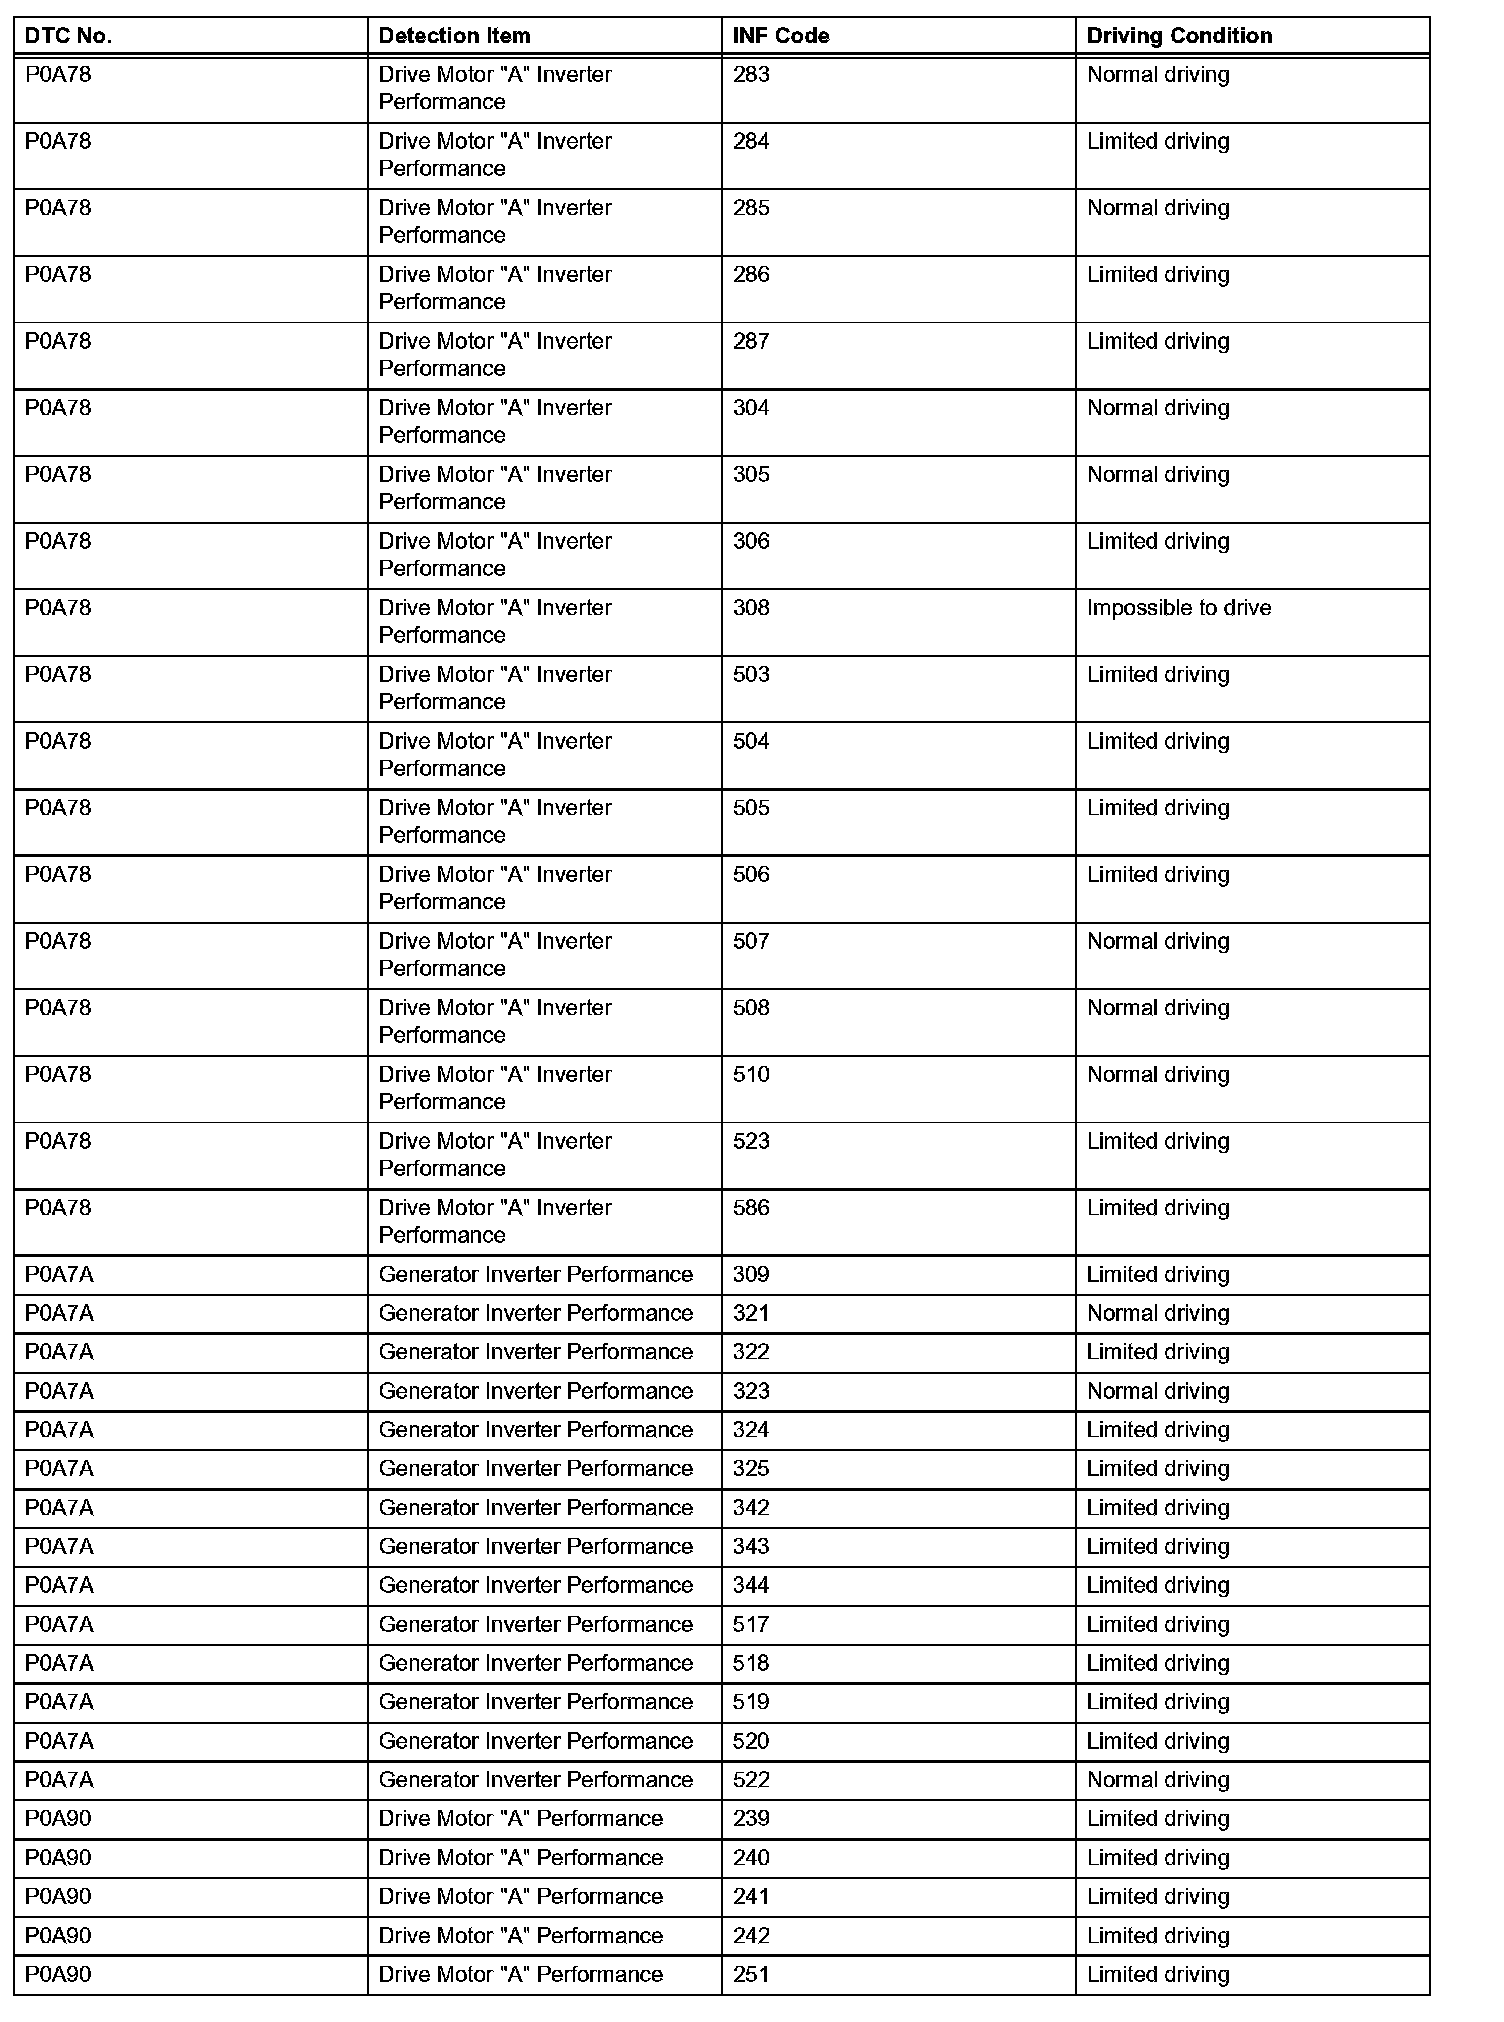 DTC No. Detection Item INF Code Driving Condition
P0A78 Drive Motor "A" Inverter 283 Normal driving
Performance
P0A78 Drive Motor "A" Inverter 284 Limited driving
Performance
P0A78 Drive Motor "A" Inverter 285 Normal driving
Performance
P0A78 Drive Motor "A" Inverter 286 Limited driving
Performance
P0A78 Drive Motor "A" Inverter 287 Limited driving
Performance
P0A78 Drive Motor "A" Inverter 304 Normal driving
Performance
P0A78 Drive Motor "A" Inverter 305 Normal driving
Performance
P0A78 Drive Motor "A" Inverter 306 Limited driving
Performance
P0A78 Drive Motor "A" Inverter 308 Impossible to drive
Performance
P0A78 Drive Motor "A" Inverter 503 Limited driving
Performance
P0A78 Drive Motor "A" Inverter 504 Limited driving
Performance
P0A78 Drive Motor "A" Inverter 505 Limited driving
Performance
P0A78 Drive Motor "A" Inverter 506 Limited driving
Performance
P0A78 Drive Motor "A" Inverter 507 Normal driving
Performance
P0A78 Drive Motor "A" Inverter 508 Normal driving
Performance
P0A78 Drive Motor "A" Inverter 510 Normal driving
Performance
P0A78 Drive Motor "A" Inverter 523 Limited driving
Performance
P0A78 Drive Motor "A" Inverter 586 Limited driving
Performance
P0A7A Generator Inverter Performance 309 Limited driving
P0A7A Generator Inverter Performance 321 Normal driving
P0A7A Generator Inverter Performance 322 Limited driving
P0A7A Generator Inverter Performance 323 Normal driving
P0A7A Generator Inverter Performance 324 Limited driving
P0A7A Generator Inverter Performance 325 Limited driving
P0A7A Generator Inverter Performance 342 Limited driving
P0A7A Generator Inverter Performance 343 Limited driving
P0A7A Generator Inverter Performance 344 Limited driving
P0A7A Generator Inverter Performance 517 Limited driving
P0A7A Generator Inverter Performance 518 Limited driving
P0A7A Generator Inverter Performance 519 Limited driving
P0A7A Generator Inverter Performance 520 Limited driving
P0A7A Generator Inverter Performance 522 Normal driving
P0A90 Drive Motor "A" Performance 239 Limited driving
P0A90 Drive Motor "A" Performance 240 Limited driving
P0A90 Drive Motor "A" Performance 241 Limited driving
P0A90 Drive Motor "A" Performance 242 Limited driving
P0A90 Drive Motor "A" Performance 251 Limited driving